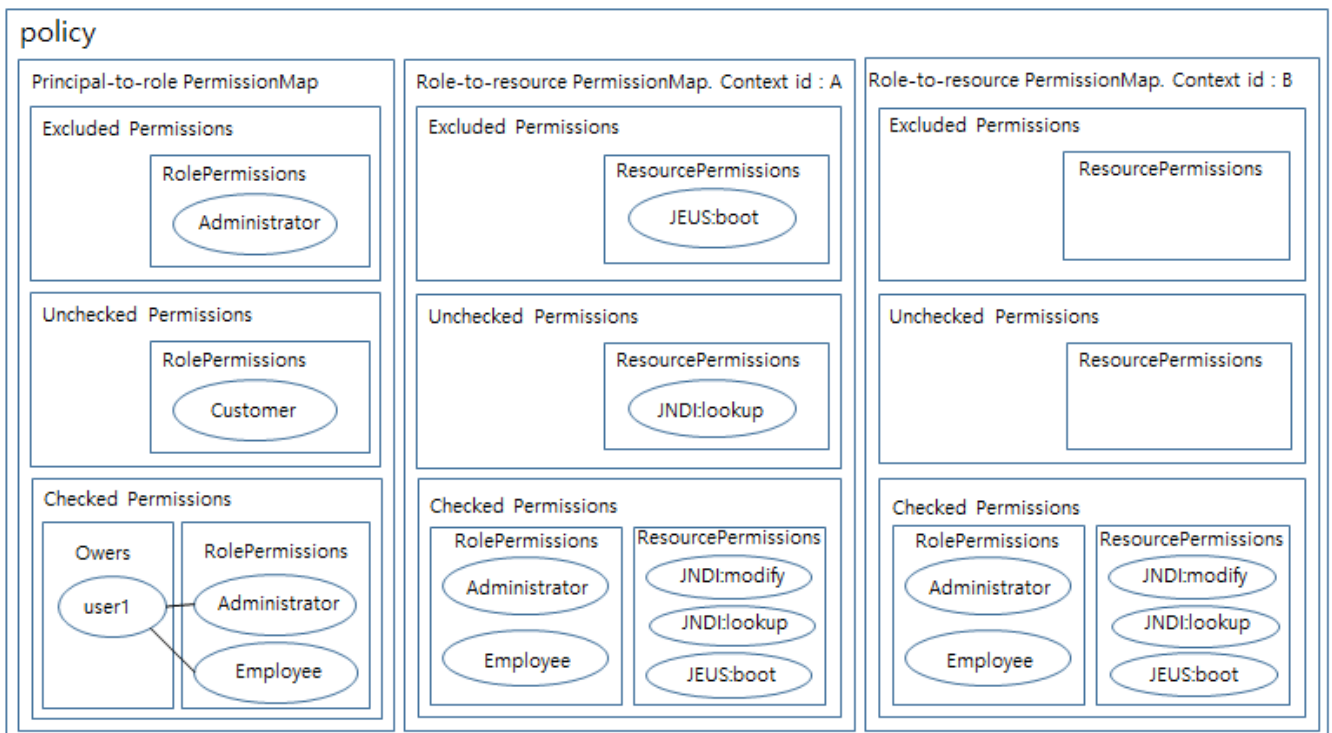 policy
Principal-to-role PermissionMap
Excluded Permissions
RolePermissions
Administrator
Unchecked Permissions
RolePermissions
Customer
Checked Permissions
Owers
user1
RolePermissions
Administrator
Employee
Role-to-resource PermissionMap. Context id : A
Excluded Permissions
ResourcePermissions
JEUS:boot
Unchecked Permissions
ResourcePermissions
JNDI:lookup
Checked Permissions
RolePermissions
Administrator
Employee
ResourcePermissions
JNDI:modify
JNDI:lookup
JEUS:boot
Role-to-resource PermissionMap. Context id : B
Excluded Permissions
ResourcePermissions
Unchecked Permissions
ResourcePermissions
Checked Permissions
RolePermissions
Administrator
Employee
ResourcePermissions
JNDI:modify
JNDI:lookup
JEUS:boot